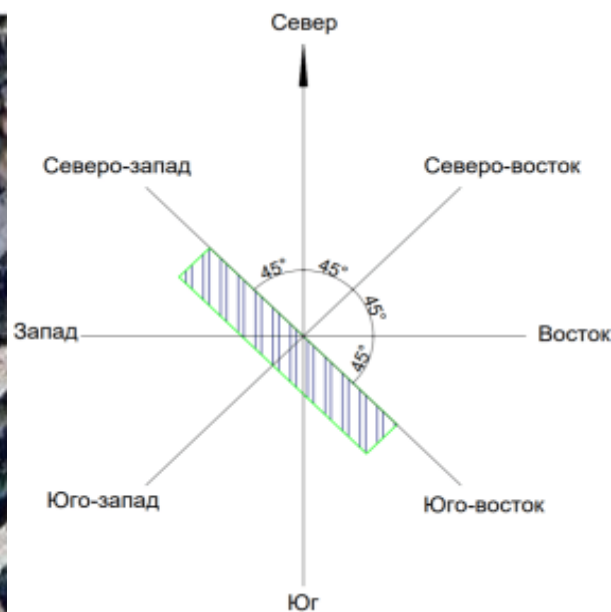 Север
Северо-запад
Северо-восток
45°
45°
45°
45°
Запад
Восток
Юго-запад
Юго-восток
Юг